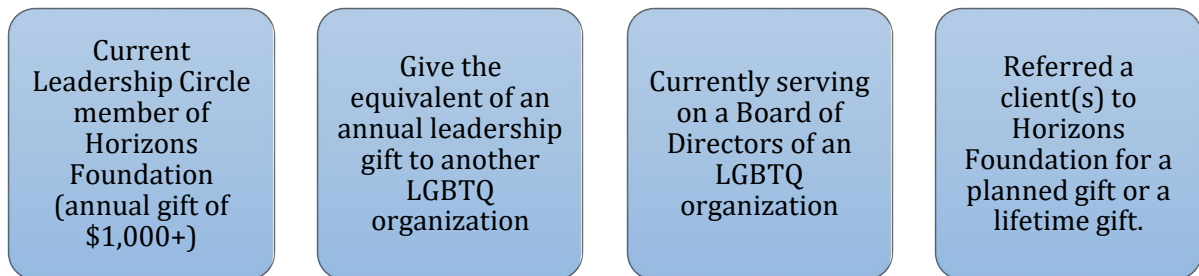 Current
Leadership Circle
member of
Horizons
Foundation
(annual gift of
$1,000+)
Give the
equivalent of an
annual leadership
gift to another
LGBTQ
organization
Currently serving
on a Board of
Directors of an
LGBTQ
organization
Referred a
client(s) to
Horizons
Foundation for a
planned gift or a
lifetime gift.